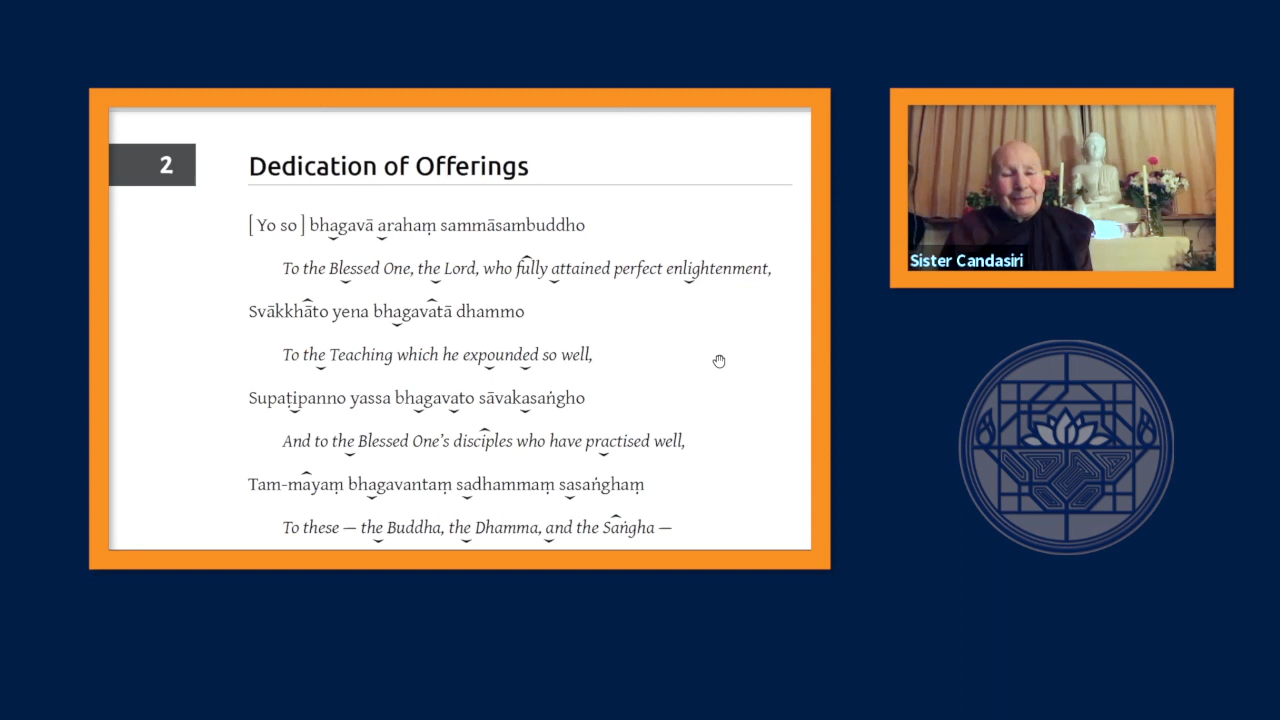 2
Dedication of Offerings
[ Yo so ] bhagavā arahaṃ sammāsambuddho
To the Blessed One, the Lord, who fully attained perfect enlightenment,
Svākkhāto yena bhagavatā dhammo
To the Teaching which he expounded so well,
Supaṭipanno yassa bhagavato sāvakasaṅgho
And to the Blessed One’s disciples who have practised well,
Tam-mayaṃ bhagavantaṃ sadhammaṃ sasaṅghaṃ
To these — the Buddha, the Dhamma, and the Saṅgha —
Sister Candasiri